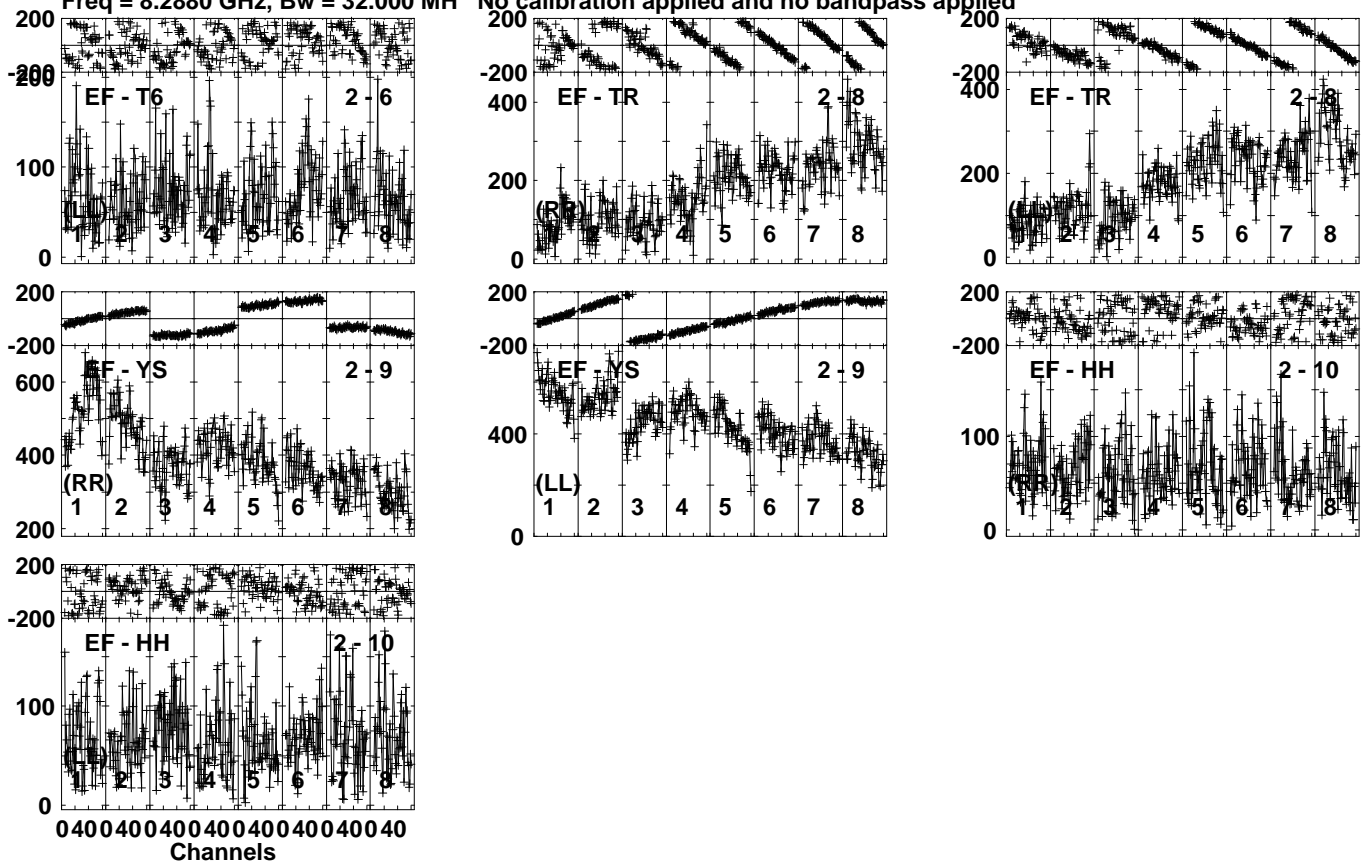 Freq = 8.2880 GHz, Bw = 32.000 MH No calibration applied and no bandpass applied
200
-200
200
100
0
EF - T6 2 - 6
(LL)
1 2 3 4 5 6 7 8
200
-200
400
200
0
EF - TR 2 - 8
(RR)
1 2 3 4 5 6 7 8
200
-200
400
200
0
EF - TR 2 - 8
(LL)
1 2 3 4 5 6 7 8
200
-200
600
400
200
EF - YS 2 - 9
(RR)
1 2 3 4 5 6 7 8
200
-200
400
0
EF - YS 2 - 9
(LL)
1 2 3 4 5 6 7 8
200
-200
100
0
EF - HH 2 - 10
(RR)
1 2 3 4 5 6 7 8
200
-200
100
0
EF - HH 2 - 10
(LL)
1 2 3 4 5 6 7 8
0 40 0 40 0 40 0 40 0 40 0 40 0 40 0 40
Channels